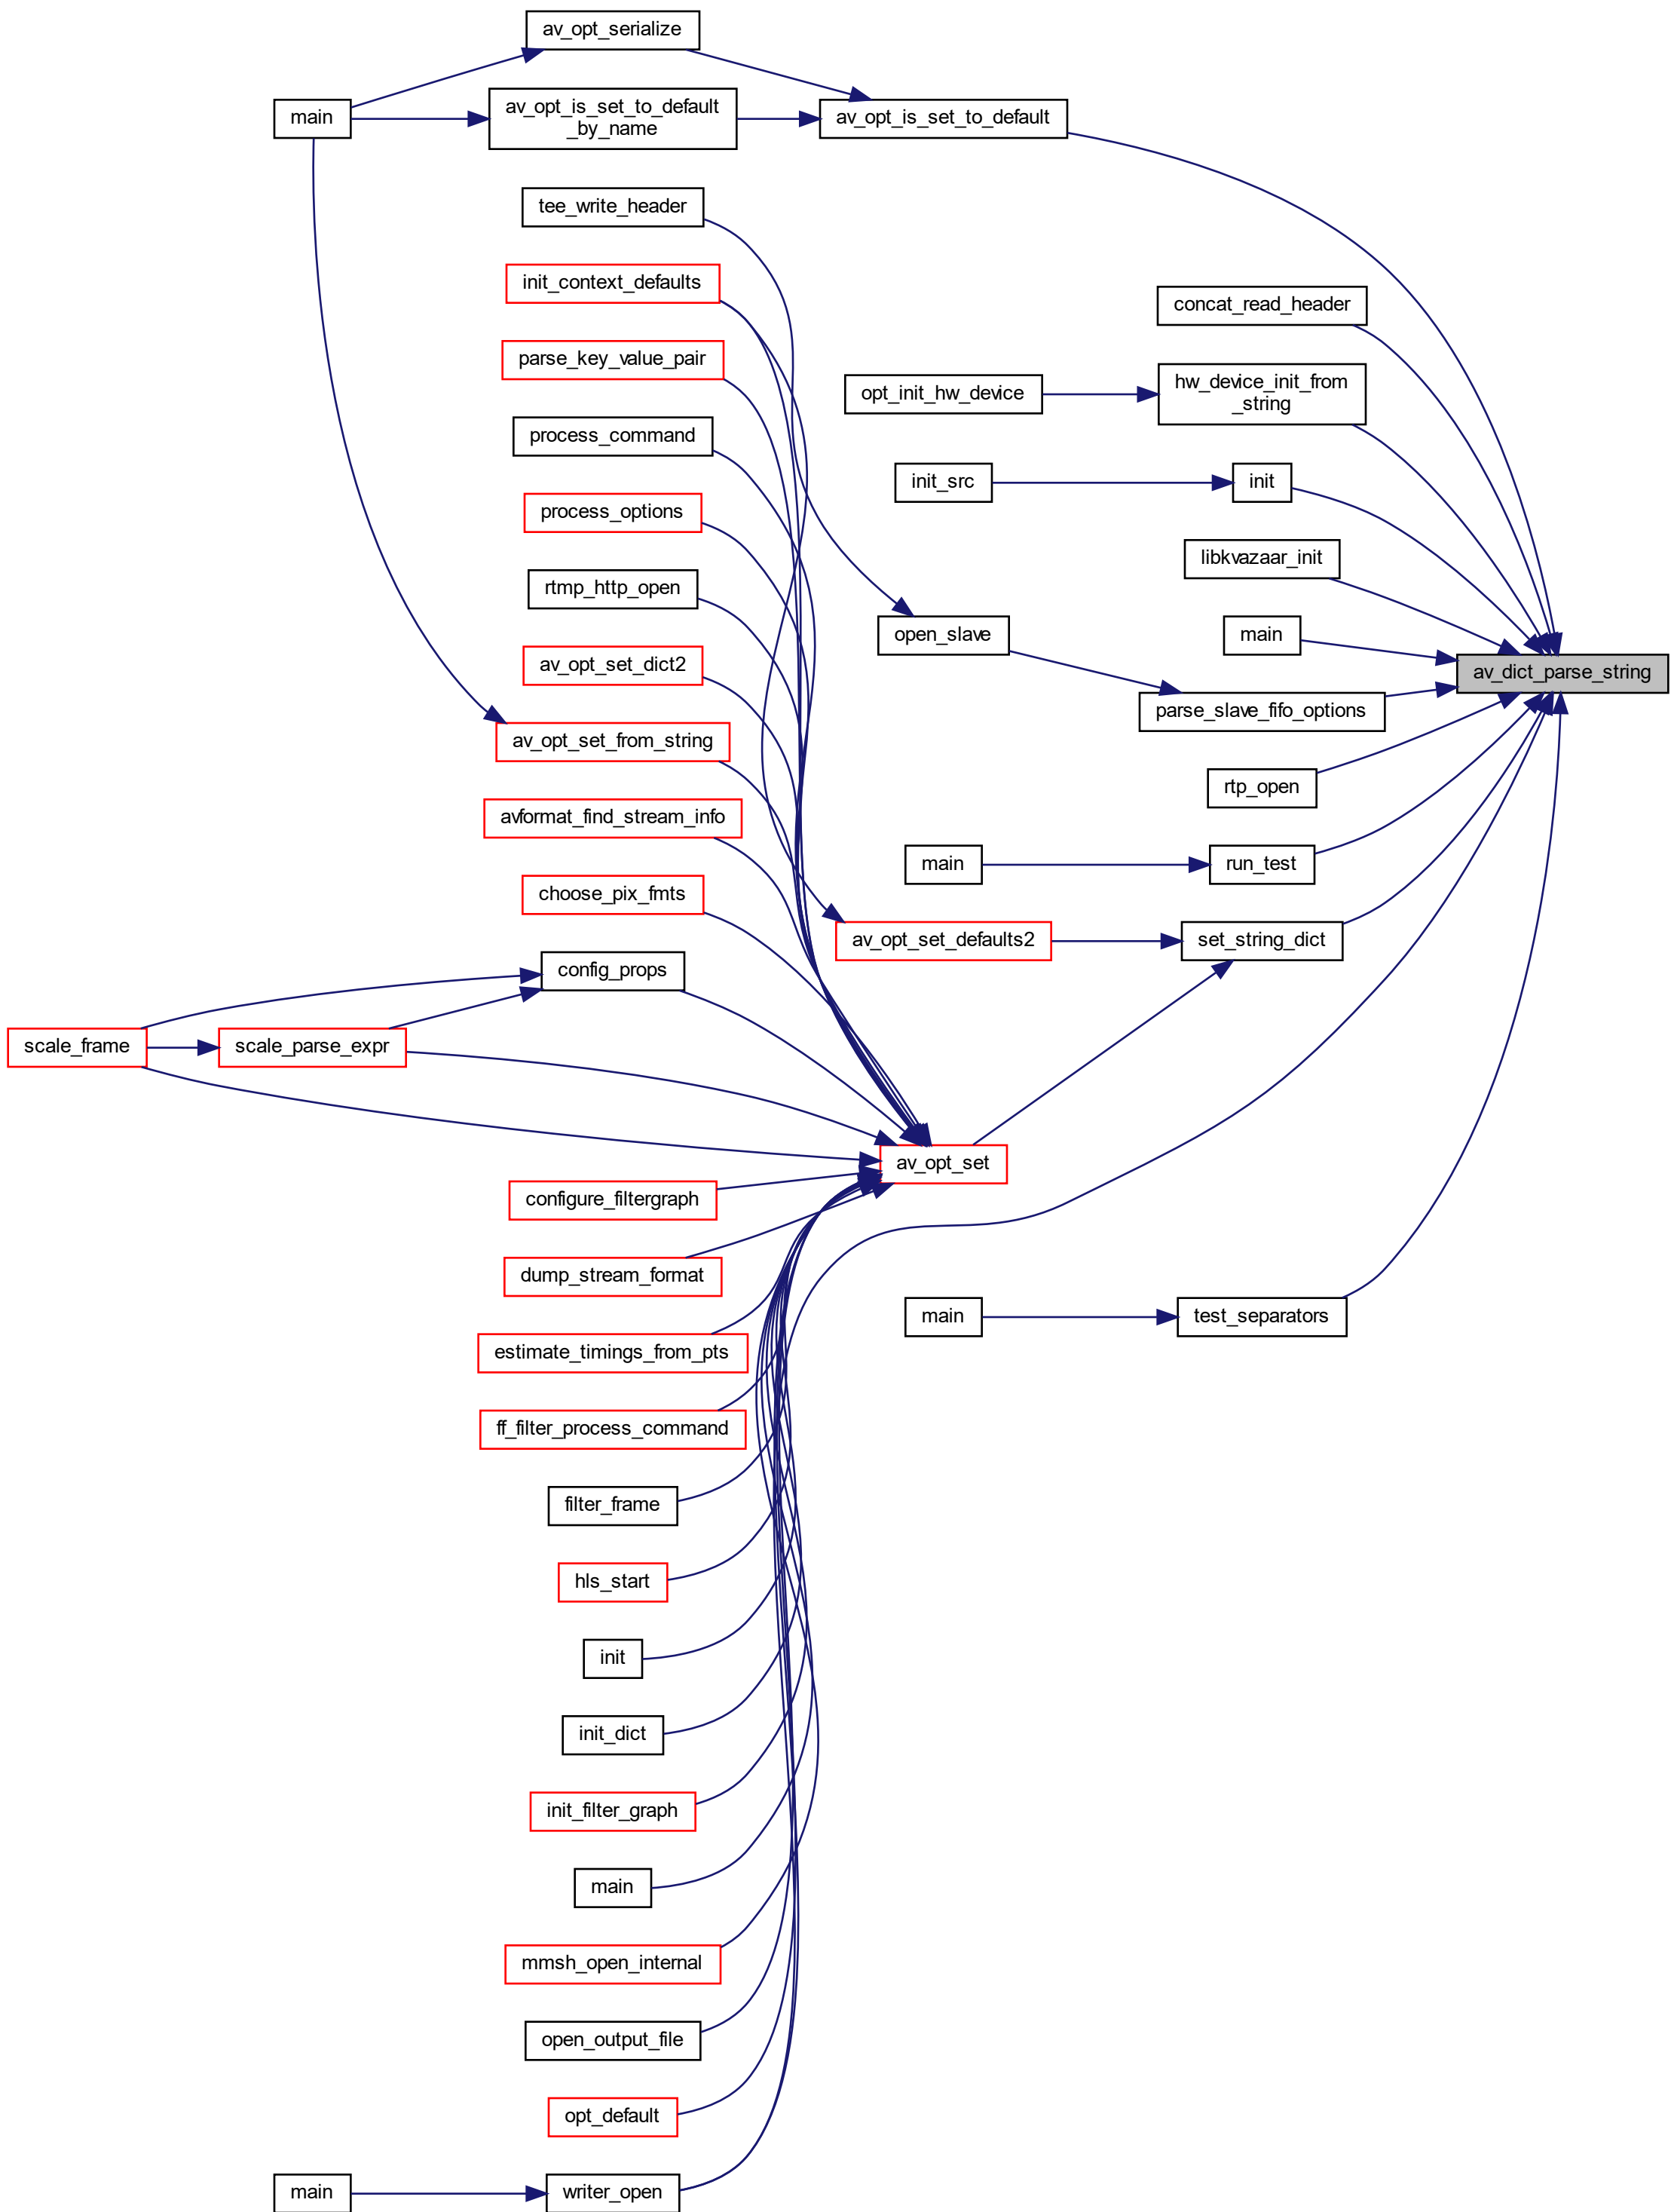 av_opt_serialize
main
av_opt_is_set_to_default
_by_name
av_opt_is_set_to_default
tee_write_header
init_context_defaults
concat_read_header
parse_key_value_pair
opt_init_hw_device
hw_device_init_from
_string
process_command
init_src
init
process_options
libkvazaar_init
rtmp_http_open
open_slave
main
av_opt_set_dict2
av_dict_parse_string
parse_slave_fifo_options
av_opt_set_from_string
rtp_open
avformat_find_stream_info
main
run_test
choose_pix_fmts
av_opt_set_defaults2
set_string_dict
config_props
scale_frame
scale_parse_expr
av_opt_set
configure_filtergraph
dump_stream_format
main
test_separators
estimate_timings_from_pts
ff_filter_process_command
filter_frame
hls_start
init
init_dict
init_filter_graph
main
mmsh_open_internal
open_output_file
opt_default
main
writer_open